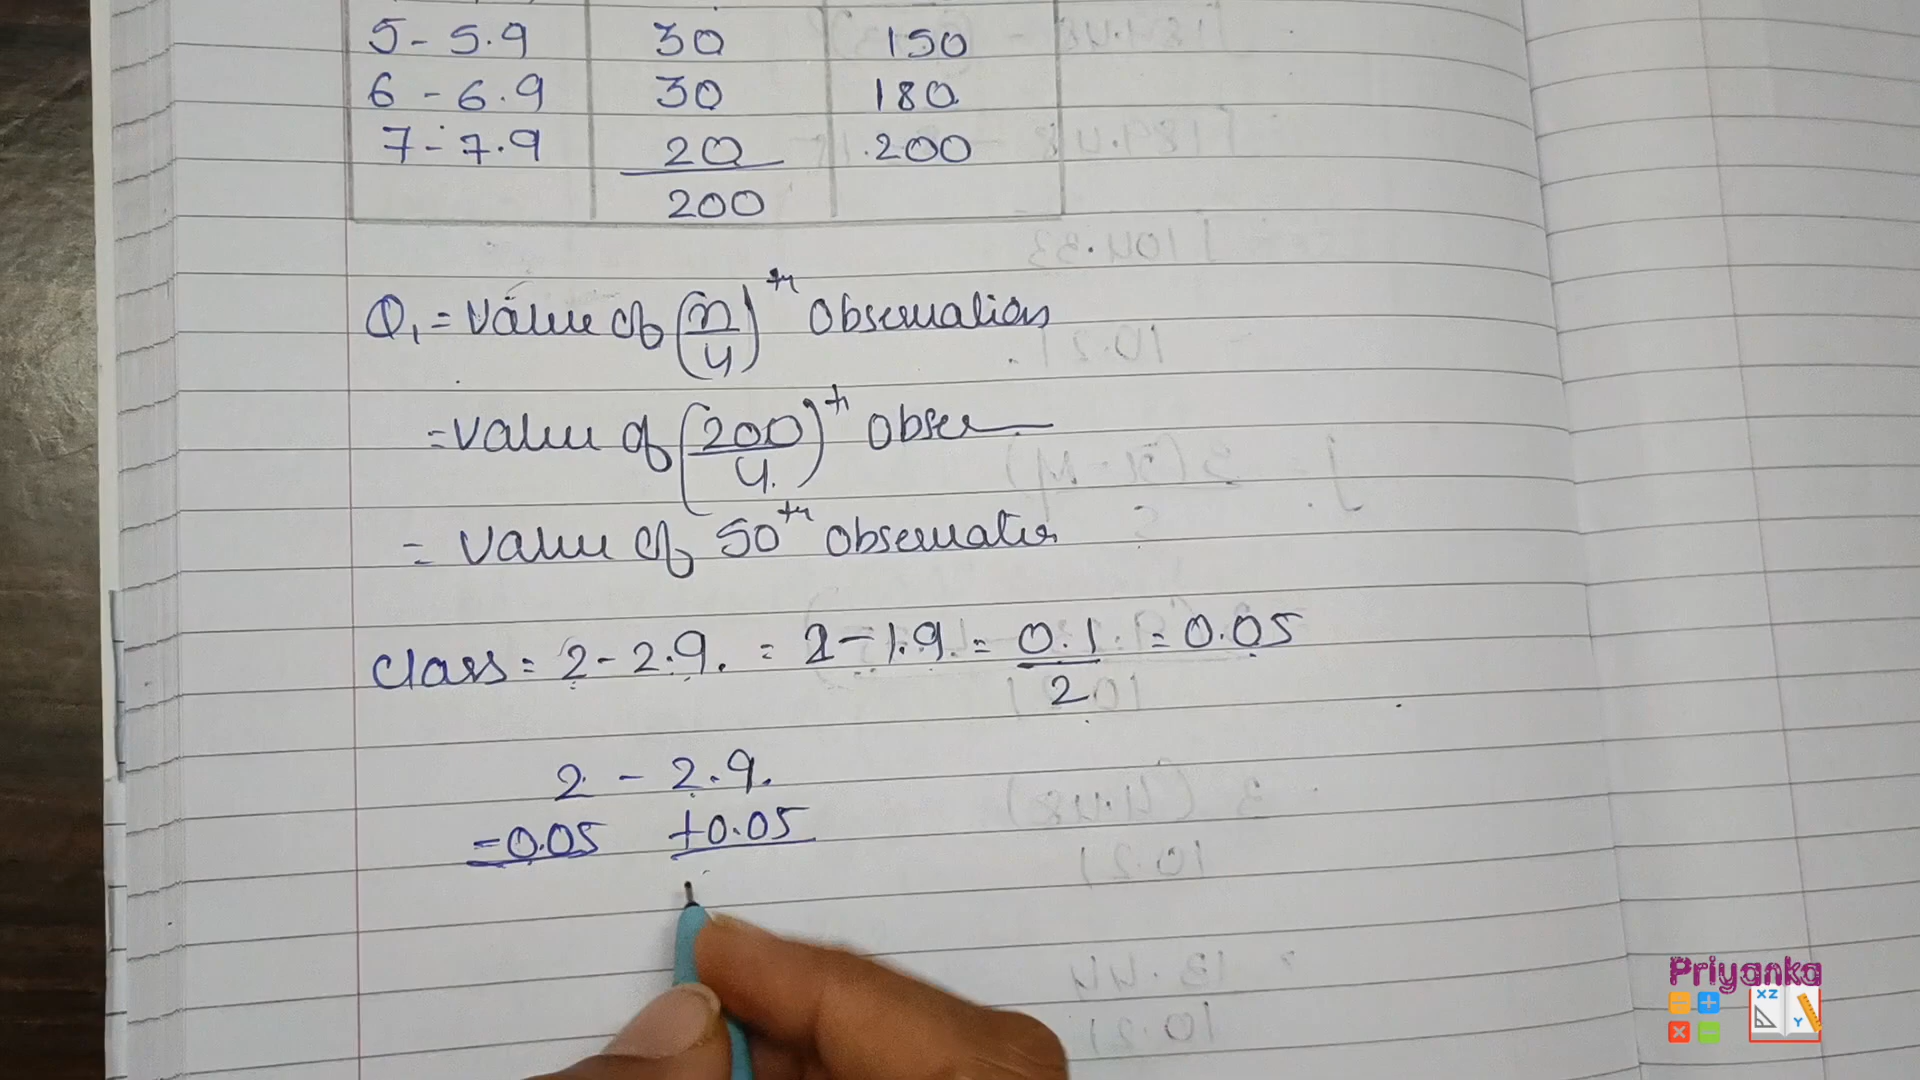 5 - 5.9 30 150
6 - 6.9 30 180
7 - 7.9 20 200
200
Q₁ = Value of (n/4)th Observation
= Value of (200/4)th Obser
= Value of 50th Observation
Class = 2 - 2.9. = 2 - 1.9 = 0.1/2 = 0.05
2 - 2.9.
-0.05 +0.05
Priyanka
XZ
Y